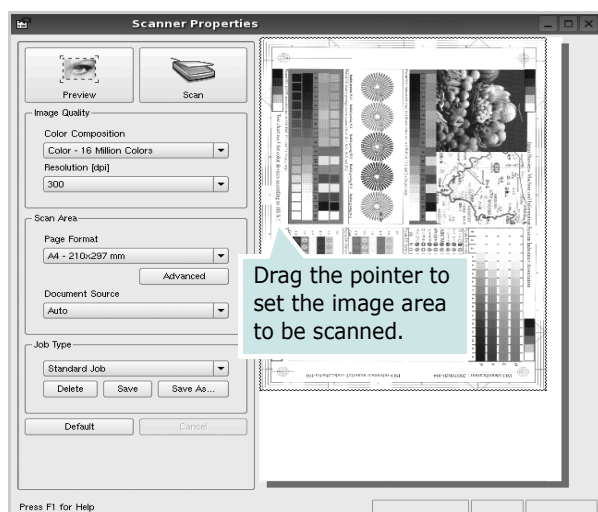 Scanner Properties
Preview
Scan
Image Quality
Color Composition
Color - 16 Million Colors
Resolution [dpi]
300
Scan Area
Page Format
A4 - 210x297 mm
Advanced
Document Source
Auto
Job Type
Standard Job
Delete
Save
Save As...
Default
Cancel
Press F1 for Help
Drag the pointer to
set the image area
to be scanned.